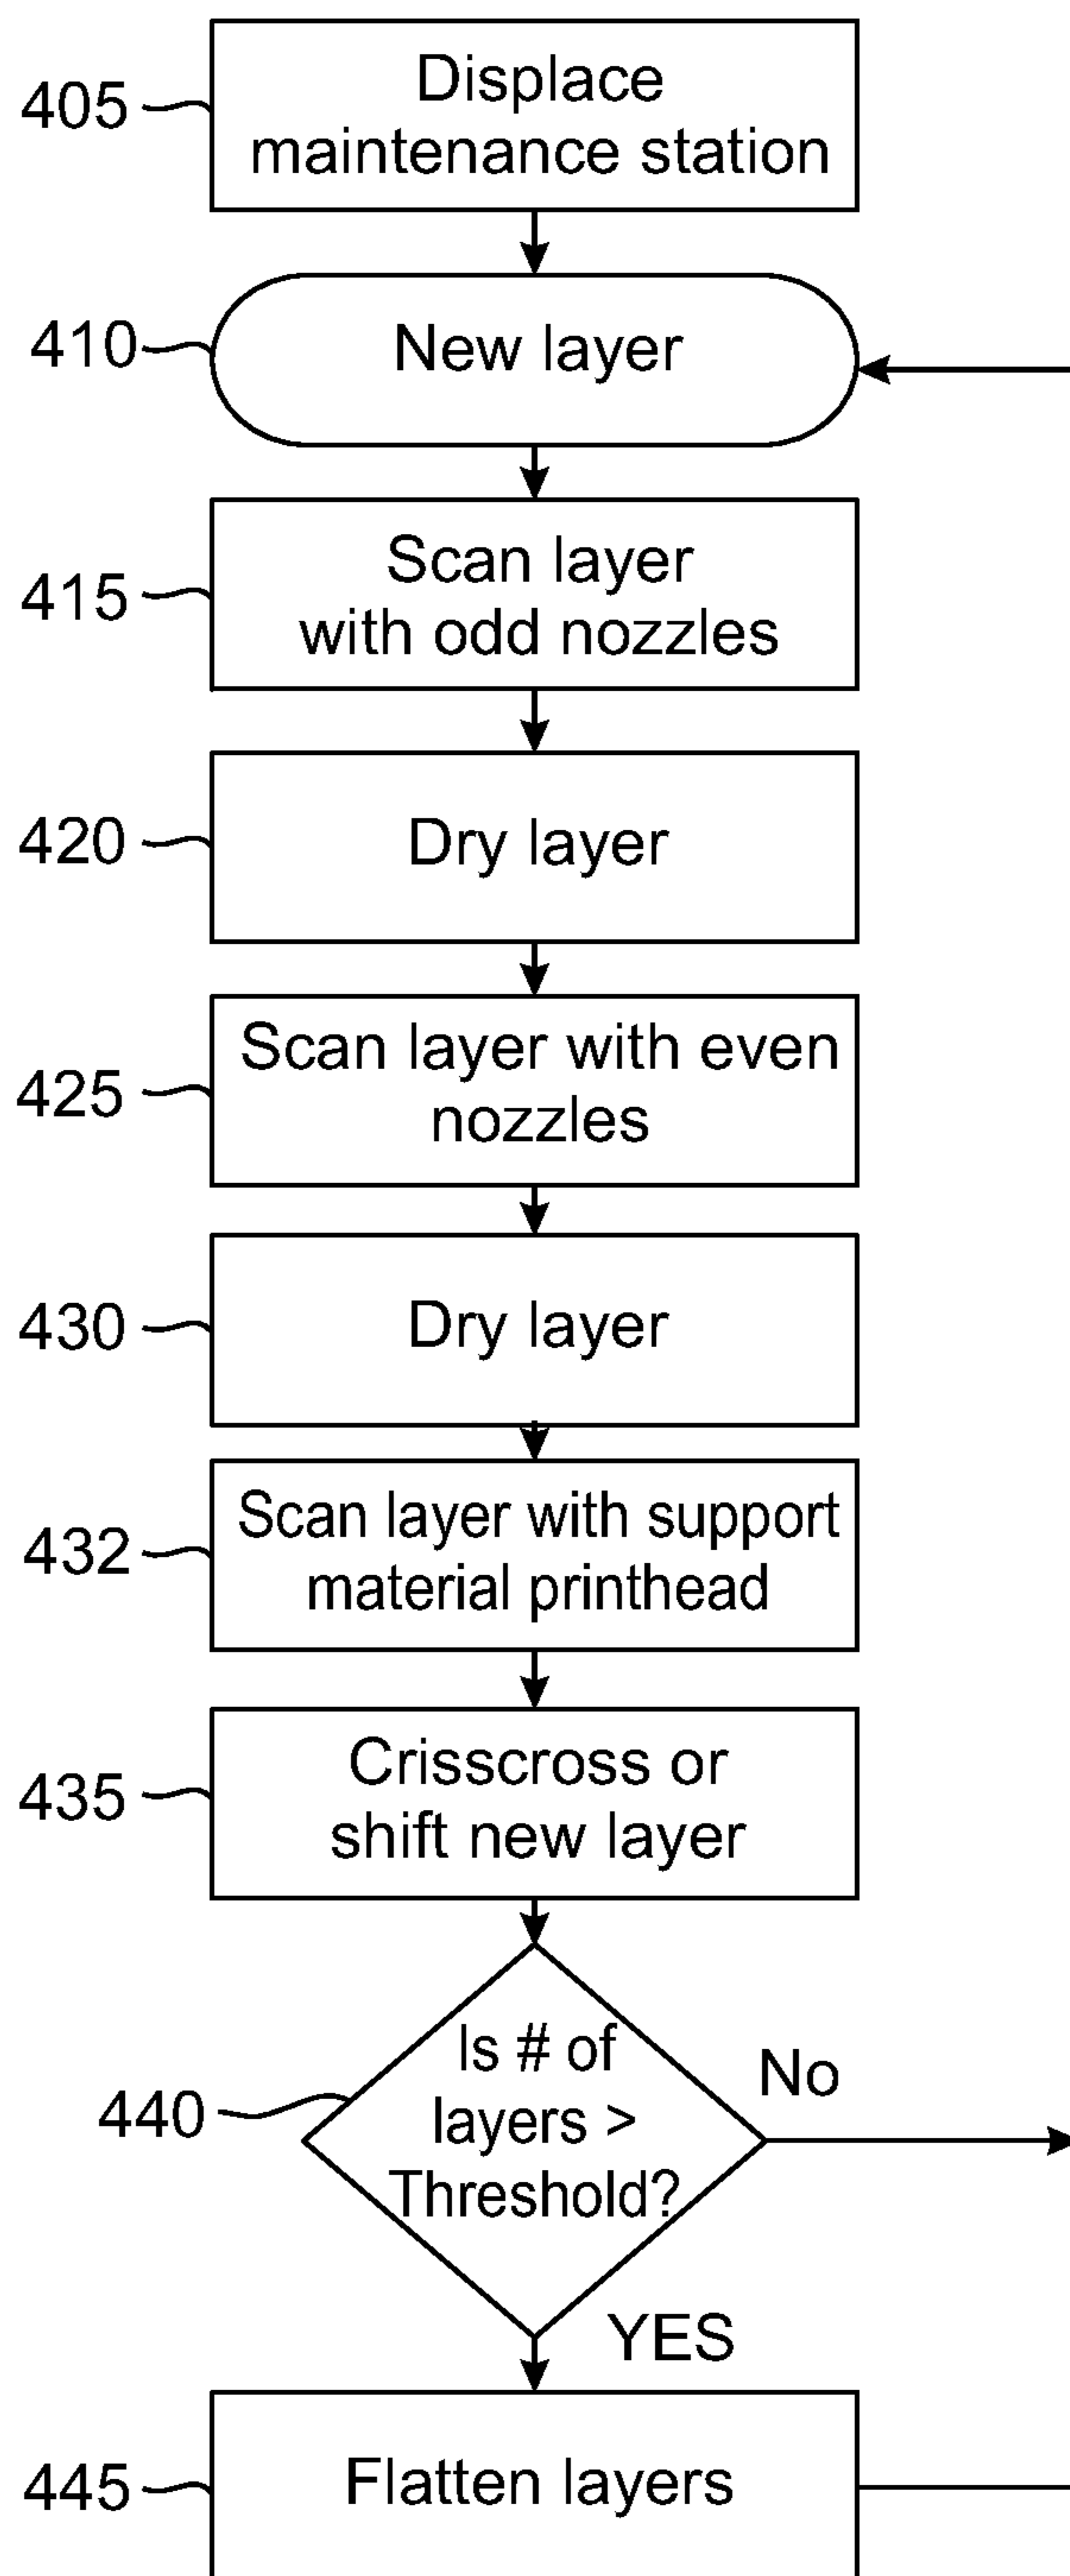 405
Displace
maintenance station
410
New layer
415
Scan layer
with odd nozzles
420
Dry layer
425
Scan layer with even
nozzles
430
Dry layer
432
Scan layer with support
material printhead
435
Crisscross or
shift new layer
440
Is # of
layers >
Threshold?
No
YES
445
Flatten layers